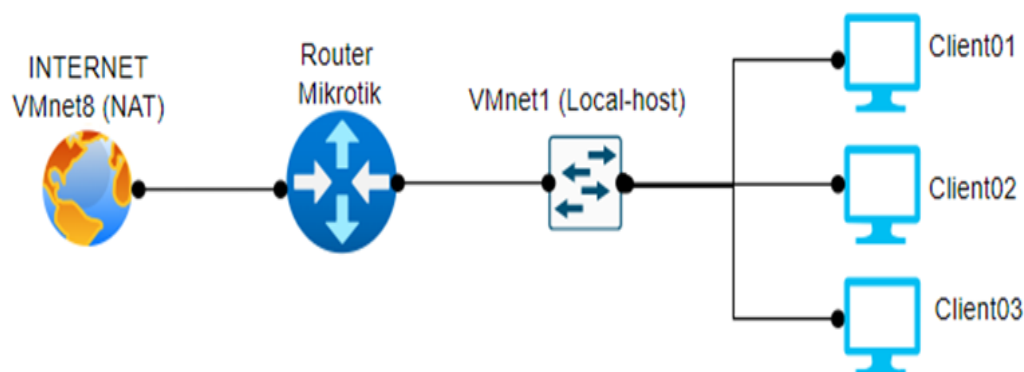 INTERNET
VMnet8 (NAT)
Router
Mikrotik
VMnet1 (Local-host)
Client01
Client02
Client03